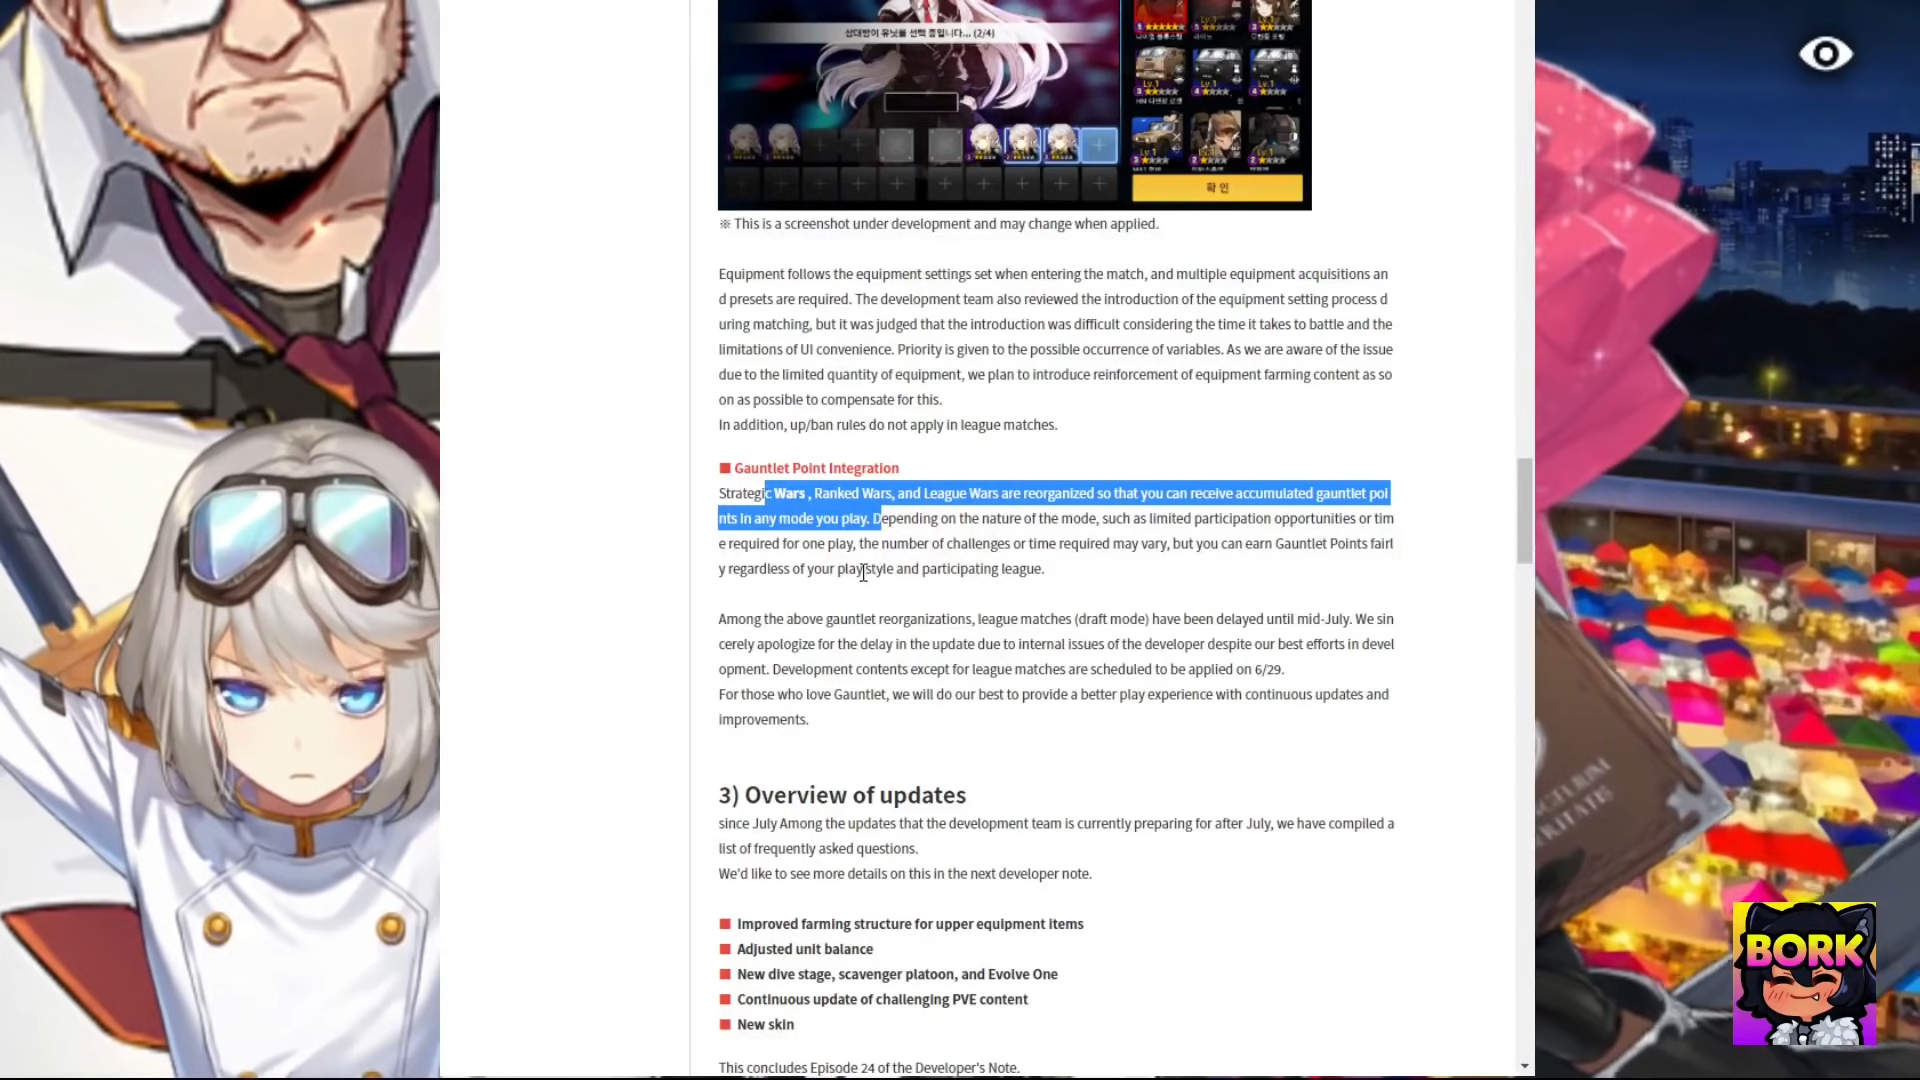 상대방이 유닛을 선택 중입니다... (2/4)
확인
※ This is a screenshot under development and may change when applied.
Equipment follows the equipment settings set when entering the match, and multiple equipment acquisitions an
d presets are required. The development team also reviewed the introduction of the equipment setting process d
uring matching, but it was judged that the introduction was difficult considering the time it takes to battle and the
limitations of UI convenience. Priority is given to the possible occurrence of variables. As we are aware of the issue
due to the limited quantity of equipment, we plan to introduce reinforcement of equipment farming content as so
on as possible to compensate for this.
In addition, up/ban rules do not apply in league matches.
■ Gauntlet Point Integration
Strategic Wars , Ranked Wars, and League Wars are reorganized so that you can receive accumulated gauntlet poi
nts in any mode you play. Depending on the nature of the mode, such as limited participation opportunities or tim
e required for one play, the number of challenges or time required may vary, but you can earn Gauntlet Points fairl
y regardless of your play style and participating league.
Among the above gauntlet reorganizations, league matches (draft mode) have been delayed until mid-July. We sin
cerely apologize for the delay in the update due to internal issues of the developer despite our best efforts in devel
opment. Development contents except for league matches are scheduled to be applied on 6/29.
For those who love Gauntlet, we will do our best to provide a better play experience with continuous updates and
improvements.
3) Overview of updates
since July Among the updates that the development team is currently preparing for after July, we have compiled a
list of frequently asked questions.
We'd like to see more details on this in the next developer note.
■ Improved farming structure for upper equipment items
■ Adjusted unit balance
■ New dive stage, scavenger platoon, and Evolve One
■ Continuous update of challenging PVE content
■ New skin
This concludes Episode 24 of the Developer's Note.
BORK